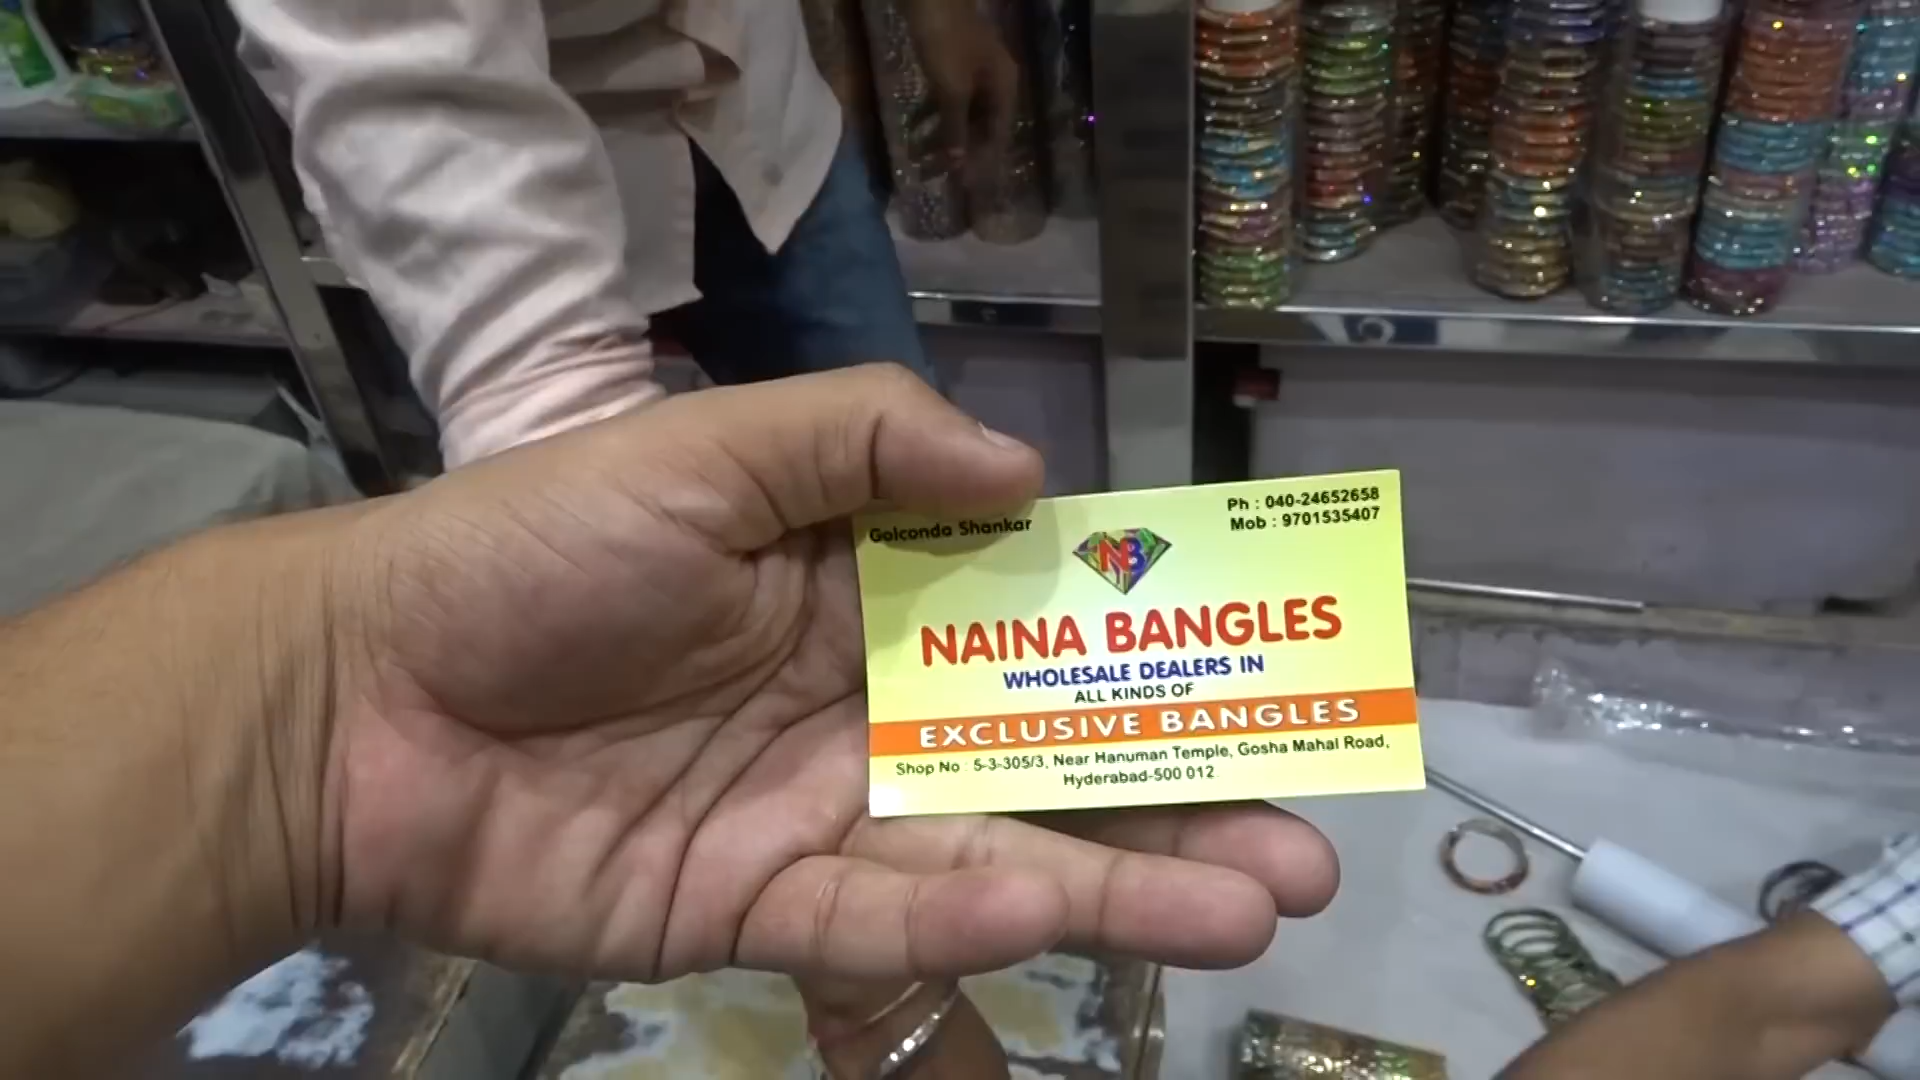 Golconda Shankar
Ph : 040-24652658
Mob : 9701535407
NB
NAINA BANGLES
WHOLESALE DEALERS IN
ALL KINDS OF
EXCLUSIVE BANGLES
Shop No : 5-3-305/3, Near Hanuman Temple, Gosha Mahal Road,
Hyderabad-500 012.